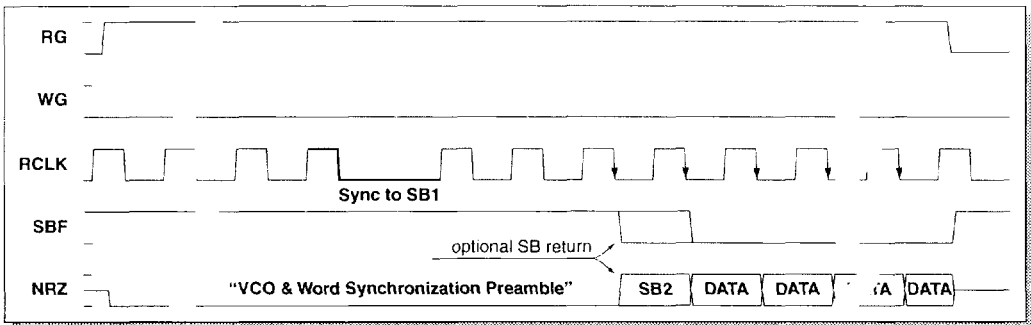 RG
WG
RCLK
Sync to SB1
SBF
optional SB return
NRZ
"VCO & Word Synchronization Preamble"
SB2
DATA
DATA
DATA